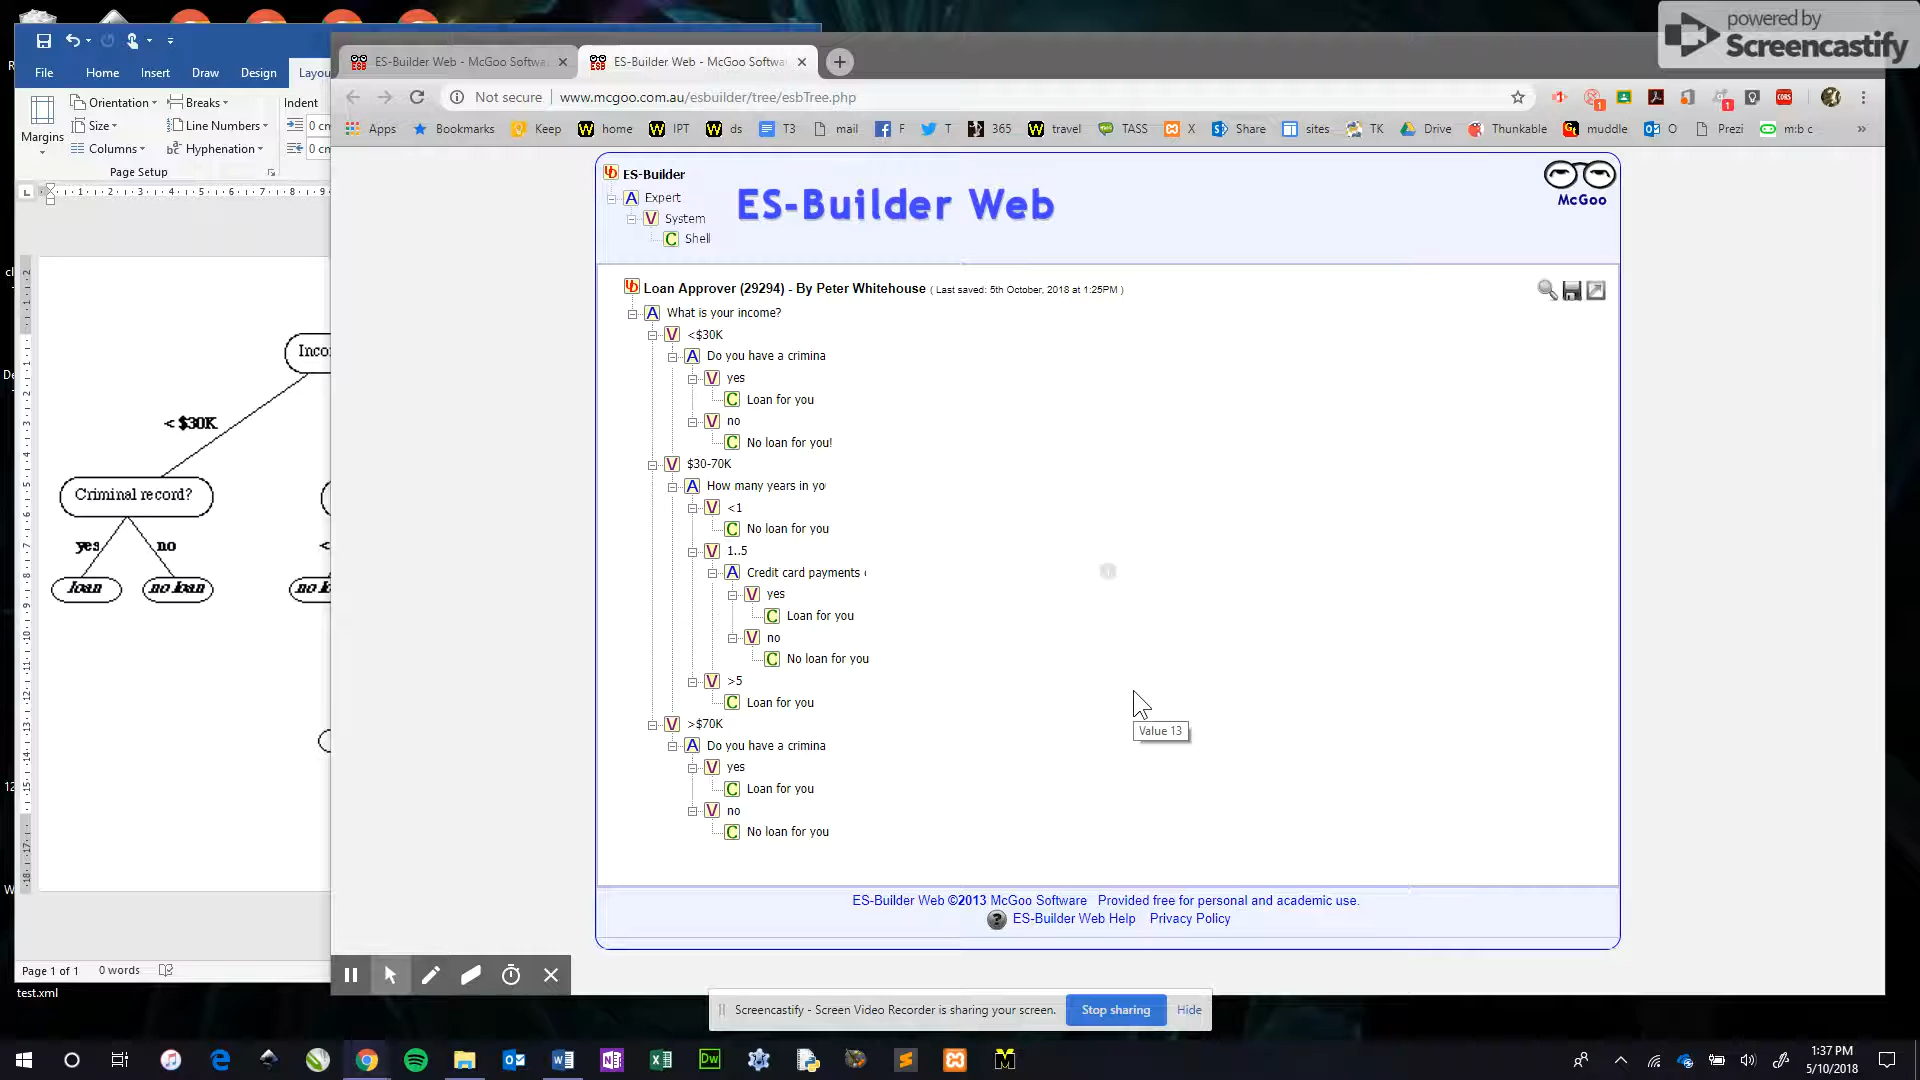 powered by
Screencastify
File
Home
Insert
Draw
Design
Layou
Margins
Orientation
Size
Columns
Breaks
Line Numbers
Hyphenation
Indent
0 cn
0 cn
Page Setup
Inco
< $30K
Criminal record?
yes
no
<
loan
no loan
no lo
Page 1 of 1
0 words
test.xml
ES-Builder Web - McGoo Softwa
ES-Builder Web - McGoo Softwa
Not secure
www.mcgoo.com.au/esbuilder/tree/esbTree.php
Apps
Bookmarks
Keep
home
IPT
ds
T3
mail
F
T
365
travel
TASS
X
Share
sites
TK
Drive
Thunkable
muddle
O
Prezi
m:b c
ES-Builder
A Expert
V System
C Shell
ES-Builder Web
McGoo
Loan Approver (29294) - By Peter Whitehouse ( Last saved: 5th October, 2018 at 1:25PM )
A What is your income?
V <$30K
A Do you have a crimina
V yes
C Loan for you
V no
C No loan for you!
V $30-70K
A How many years in yo
V <1
C No loan for you
V 1..5
A Credit card payments
V yes
C Loan for you
V no
C No loan for you
V >5
C Loan for you
V >$70K
A Do you have a crimina
V yes
C Loan for you
V no
C No loan for you
Value 13
ES-Builder Web ©2013 McGoo Software Provided free for personal and academic use.
ES-Builder Web Help Privacy Policy
Screencastify - Screen Video Recorder is sharing your screen.
Stop sharing
Hide
1:37 PM
5/10/2018